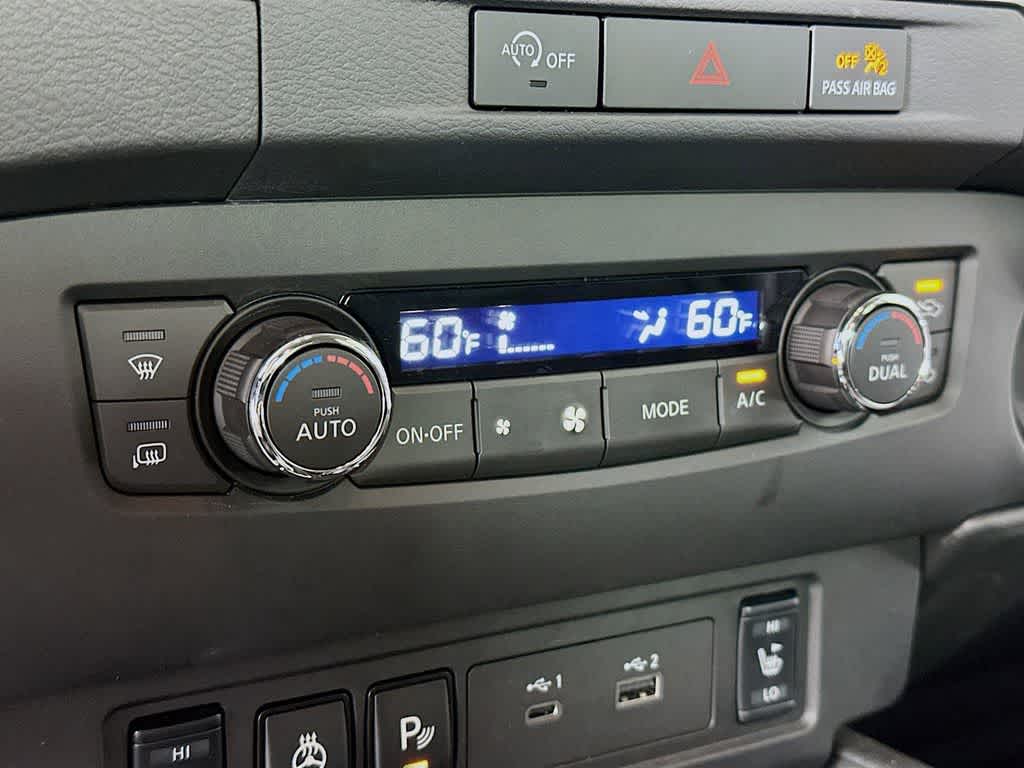 AUTO OFF
OFF 2
PASS AIR BAG
60°F
60°F
PUSH
AUTO
ON•OFF
MODE
A/C
PUSH
DUAL
1
2
HI
LO
HI
P